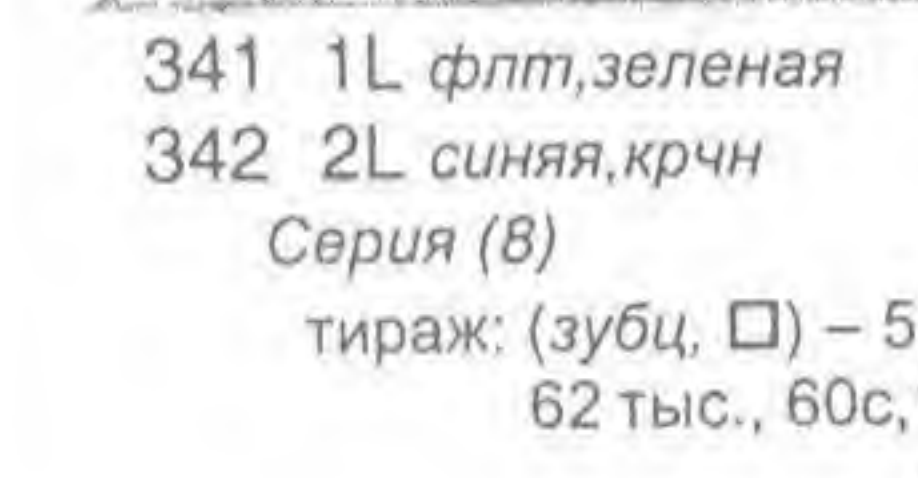 341 1L флт,зеленая
342 2L синяя,крчн
Серия (8)
тираж: (зубц, □) – 5
62 тыс., 60с,